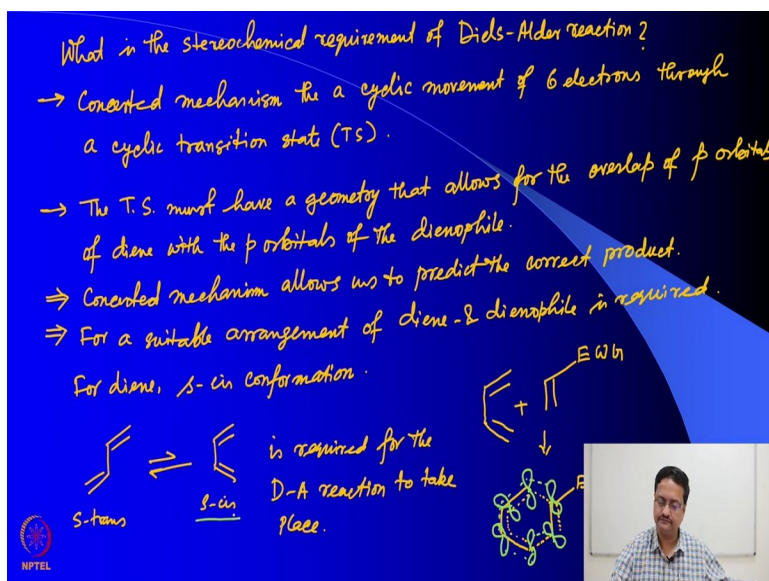 What is the stereochemical requirement of Diels-Alder reaction?
→ Concerted mechanism the a cyclic movement of 6 electrons through
a cyclic transition state (TS).
→ The T.S. must have a geometry that allows for the overlap of p orbitals
of diene with the p orbitals of the dienophile.
⇒ Concerted mechanism allows us to predict the correct product.
⇒ For a suitable arrangement of diene & dienophile is required.
For diene, s-cis conformation.
EWG
+
s-trans
⇌
s-cis
is required for the
D-A reaction to take
place.
E
NPTEL